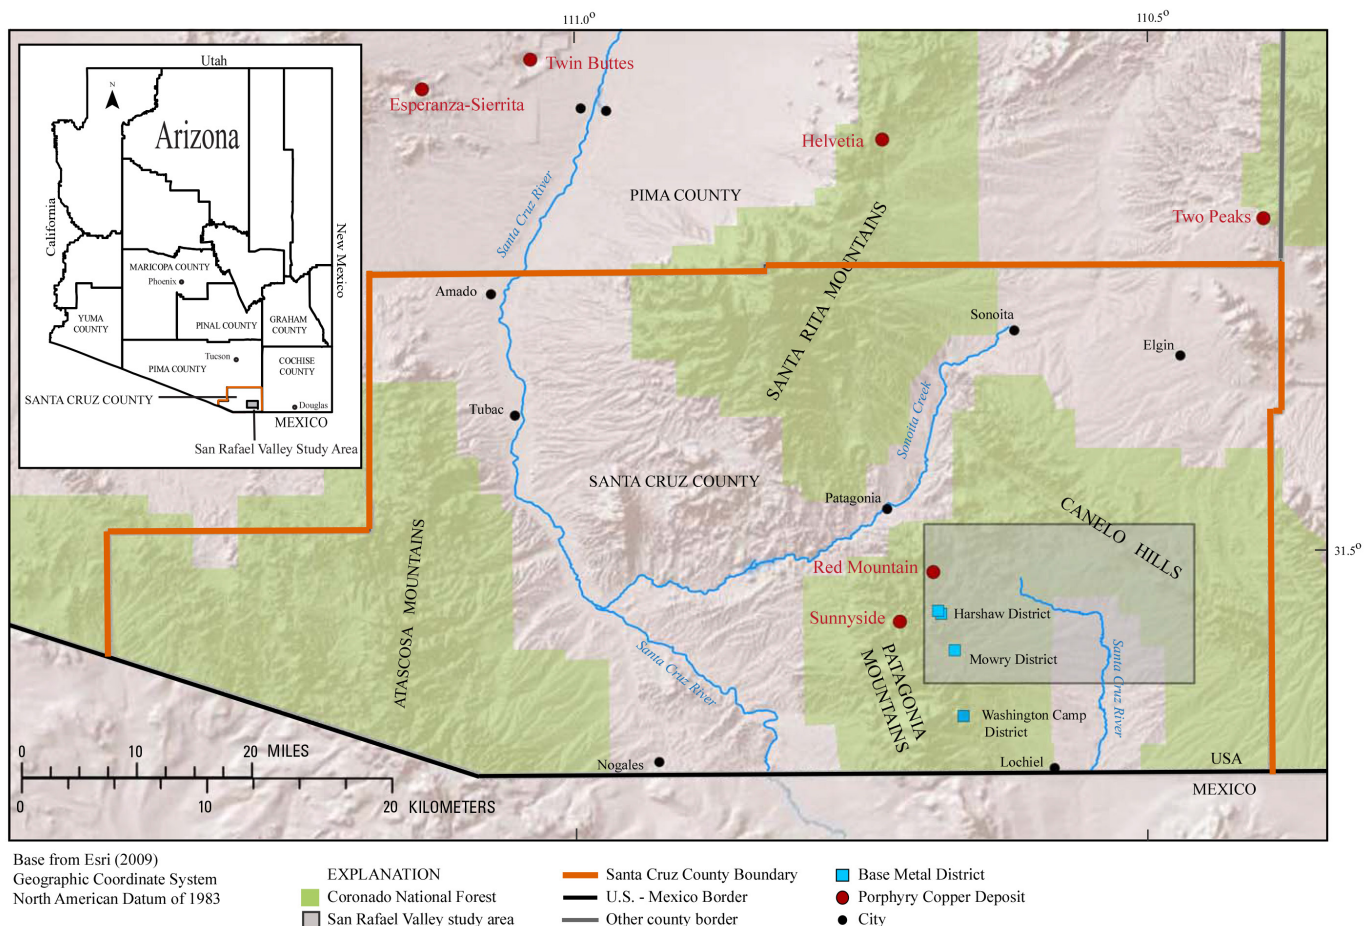 111.0°
110.5°
Utah
N
Arizona
California
New Mexico
MARICOPA COUNTY
Phoenix
YUMA
COUNTY
PINAL COUNTY
GRAHAM
COUNTY
Tucson
PIMA COUNTY
COCHISE
COUNTY
SANTA CRUZ COUNTY
Douglas
MEXICO
San Rafael Valley Study Area
Twin Buttes
Esperanza-Sierrita
Helvetia
PIMA COUNTY
Two Peaks
Santa Cruz River
SANTA RITA MOUNTAINS
Amado
Sonoita
Elgin
Tubac
Sonoita Creek
SANTA CRUZ COUNTY
Patagonia
CANELO HILLS
31.5°
ATASCOSA MOUNTAINS
Red Mountain
Sunnyside
Harshaw District
Mowry District
PATAGONIA
MOUNTAINS
Santa Cruz River
Santa Cruz River
Washington Camp
District
Nogales
Lochiel
USA
MEXICO
0 10 20 MILES
0 10 20 KILOMETERS
Base from Esri (2009)
Geographic Coordinate System
North American Datum of 1983
EXPLANATION
Coronado National Forest
San Rafael Valley study area
Santa Cruz County Boundary
U.S. - Mexico Border
Other county border
Base Metal District
Porphyry Copper Deposit
City